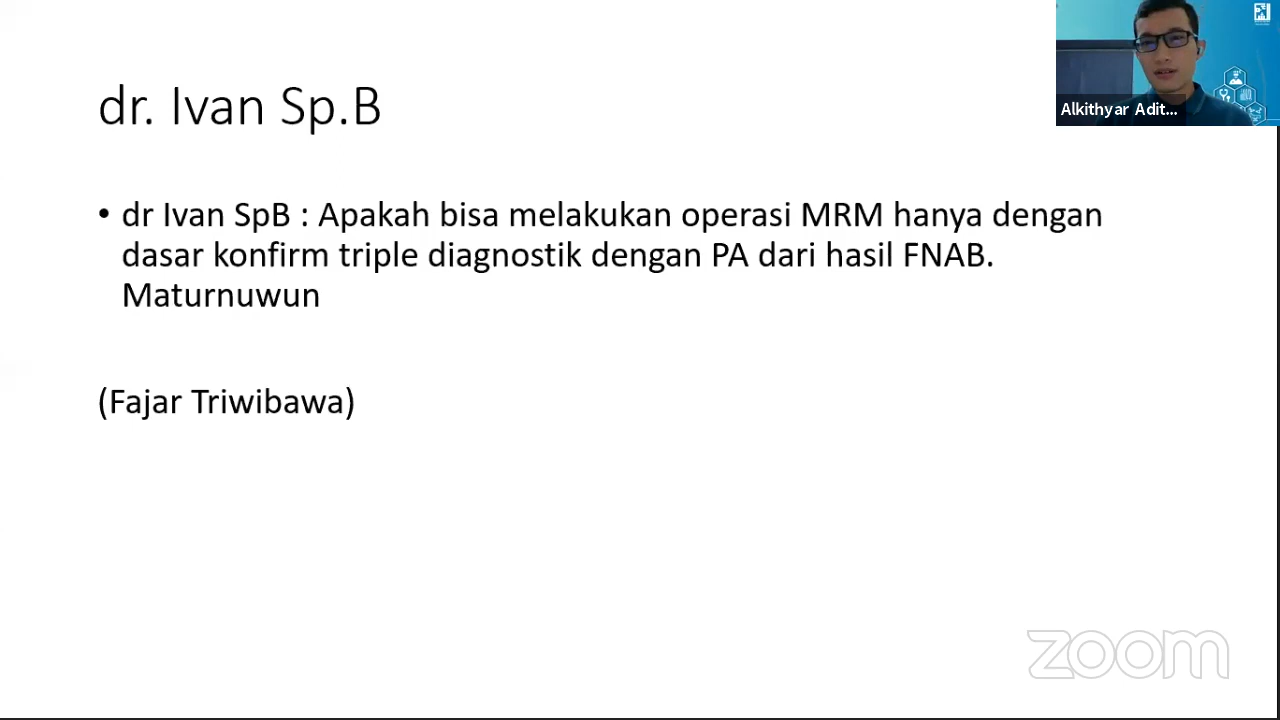 dr. Ivan Sp.B
Alkithyar Adit...
• dr Ivan SpB : Apakah bisa melakukan operasi MRM hanya dengan
dasar konfirm triple diagnostik dengan PA dari hasil FNAB.
Maturnuwun
(Fajar Triwibawa)
zoom